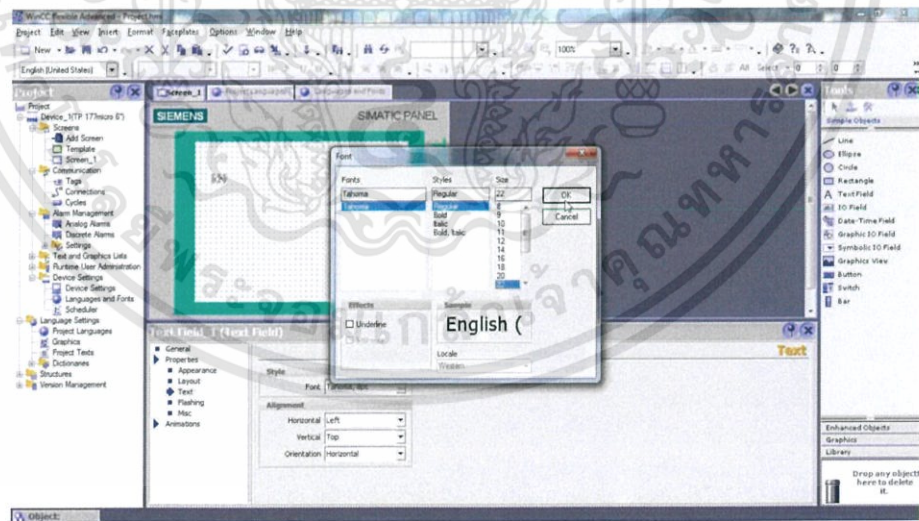 WinCC flexible Advanced - Project
Project Edit View Insert Format Faceplates Options Window Help
New
100%
English (United States)
Project
Screen_1
Tools
Project
Device_1(TP 177micro 6")
Screens
Add Screen
Template
Screen_1
Communication
Tags
Connections
Cycles
Alarm Management
Analog Alarms
Discrete Alarms
Settings
Text and Graphics Lists
Runtime User Administration
Device Settings
Device Settings
Languages and Fonts
Scheduler
Language Settings
Project Languages
Graphics
Project Texts
Dictionaries
Structures
Version Management
SIEMENS
SIMATIC PANEL
Font
Fonts
Styles
Size
Tahoma
Regular
22
OK
Cancel
Tahoma
Regular
Bold
Italic
Bold, Italic
8
9
10
11
12
14
16
18
20
22
Effects
Underline
Sample
English (
Locale
Western
Text Field_1 (Text Field)
Text
General
Properties
Appearance
Layout
Text
Flashing
Misc
Animations
Style
Font
Alignment
Horizontal Left
Vertical Top
Orientation Horizontal
Simple Objects
Line
Ellipse
Circle
Rectangle
TextField
IO Field
Date-Time Field
Graphic IO Field
Symbolic IO Field
Graphics View
Button
Switch
Bar
Enhanced Objects
Graphics
Library
Drop any object
here to delete
it.
Object: